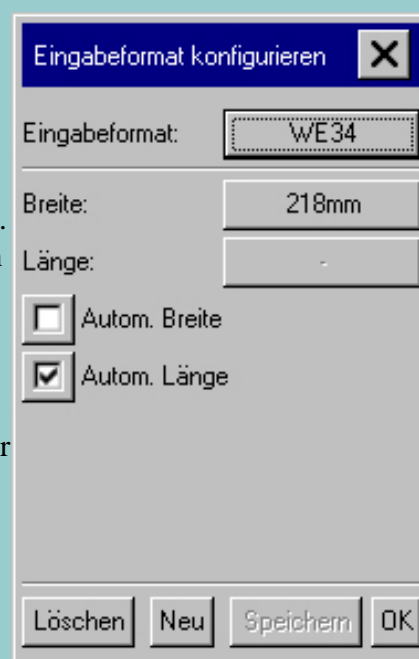 Eingabeformat konfigurieren
Eingabeformat: WE34
Breite: 218mm
.
Länge: -
Autom. Breite
Autom. Länge
r
Löschen Neu Speichern OK